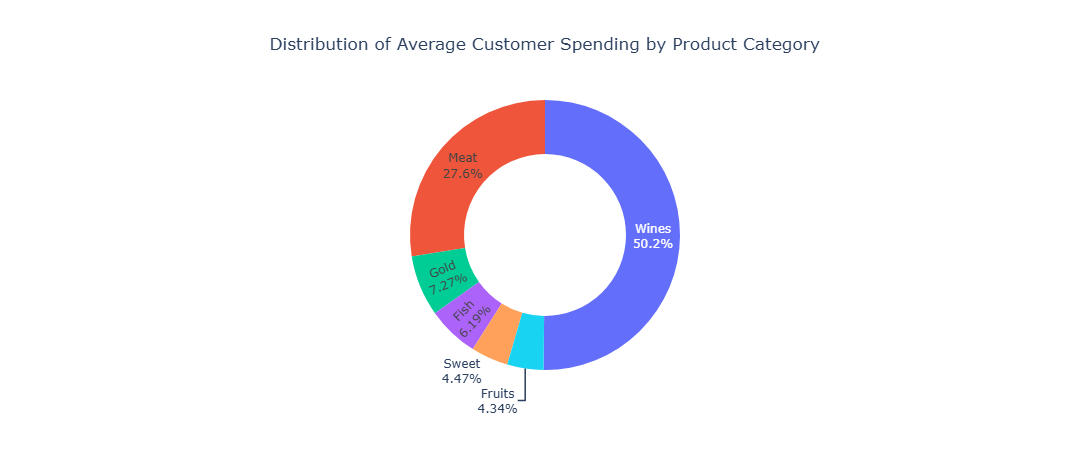 Distribution of Average Customer Spending by Product Category
Meat
27.6%
Wines
50.2%
Gold
7.27%
Fish
6.19%
Sweet
4.47%
Fruits
4.34%